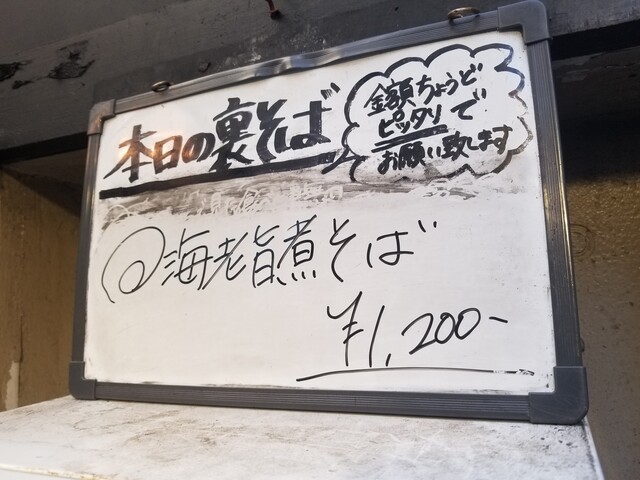 本日の裏そば
金額ちょうど
ピッタリで
お願い致します
海老旨煮そば
¥1,200-